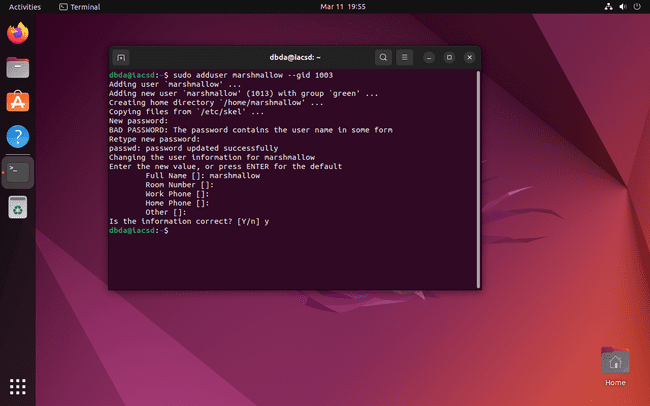 Activities
Terminal
Mar 11 19:55
dbda@iacsd: ~
dbda@iacsd:~$ sudo adduser marshmallow --gid 1003
Adding user `marshmallow' ...
Adding new user `marshmallow' (1013) with group `green' ...
Creating home directory `/home/marshmallow' ...
Copying files from `/etc/skel' ...
New password:
BAD PASSWORD: The password contains the user name in some form
Retype new password:
passwd: password updated successfully
Changing the user information for marshmallow
Enter the new value, or press ENTER for the default
Full Name []: marshmallow
Room Number []:
Work Phone []:
Home Phone []:
Other []:
Is the information correct? [Y/n] y
dbda@iacsd:~$
Home